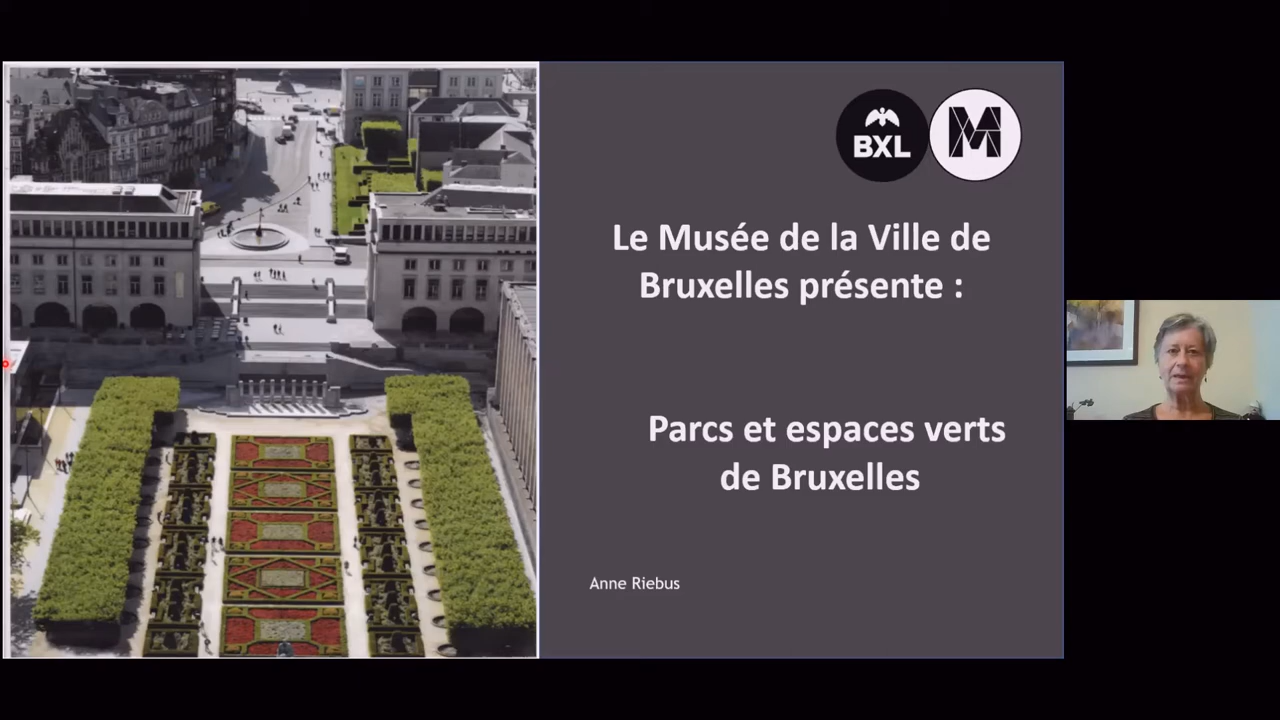 BXL
M
Le Musée de la Ville de
Bruxelles présente :
Parcs et espaces verts
de Bruxelles
Anne Riebus